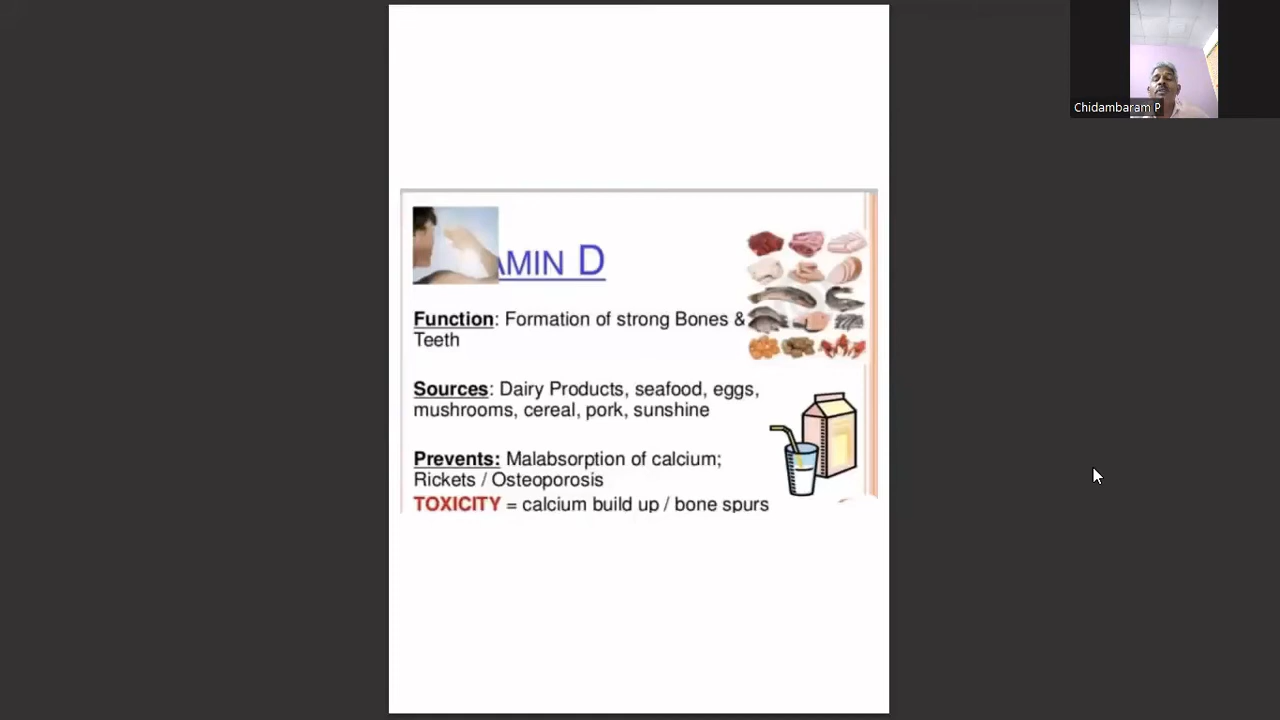 Chidambaram P
AMIN D
Function: Formation of strong Bones &
Teeth
Sources: Dairy Products, seafood, eggs,
mushrooms, cereal, pork, sunshine
Prevents: Malabsorption of calcium;
Rickets / Osteoporosis
TOXICITY = calcium build up / bone spurs